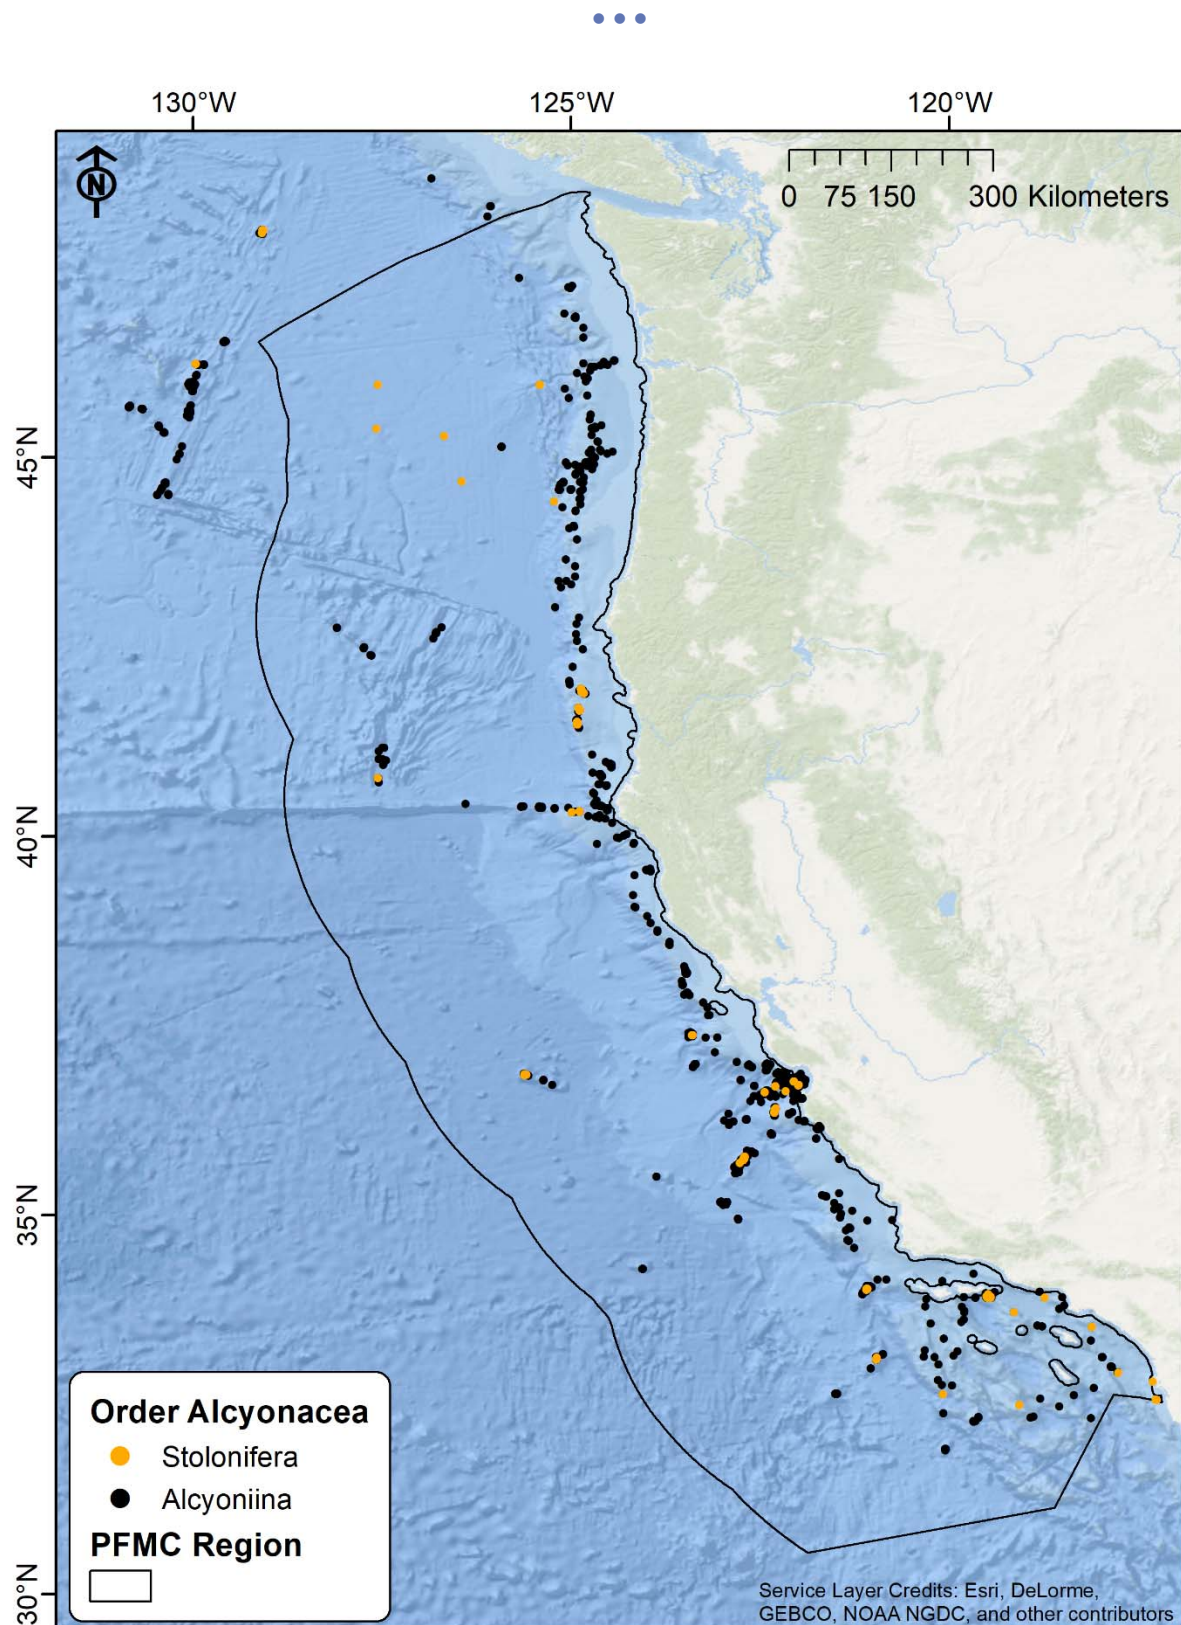 130°W
125°W
120°W
N
0 75 150 300 Kilometers
45°N
40°N
35°N
30°N
Order Alcyonacea
Stolonifera
Alcyoniina
PFMC Region
Service Layer Credits: Esri, DeLorme,
GEBCO, NOAA NGDC, and other contributors